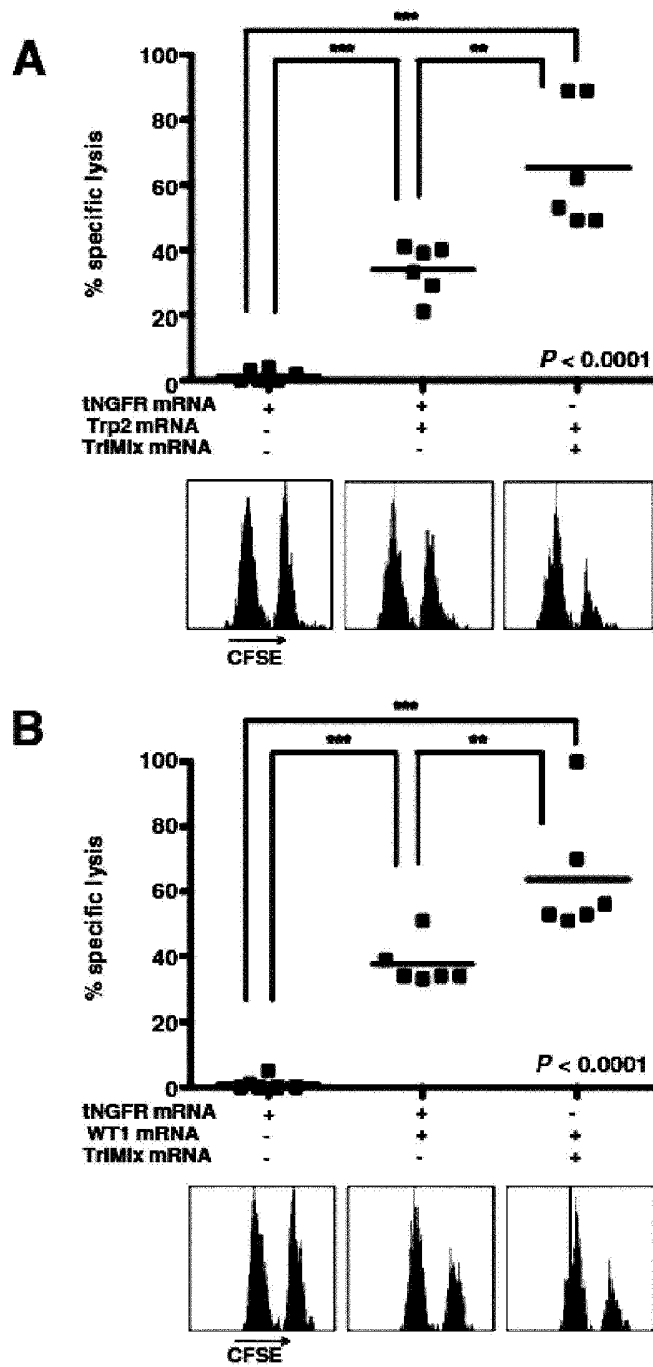 A
***
*** **
100
80
60
40
20
0
% specific lysis
P < 0.0001
tNGFR mRNA + + -
Trp2 mRNA - + +
TriMix mRNA - - +
CFSE
B
***
*** **
100
80
60
40
20
0
% specific lysis
P < 0.0001
tNGFR mRNA + + -
WT1 mRNA - + +
TriMix mRNA - - +
CFSE